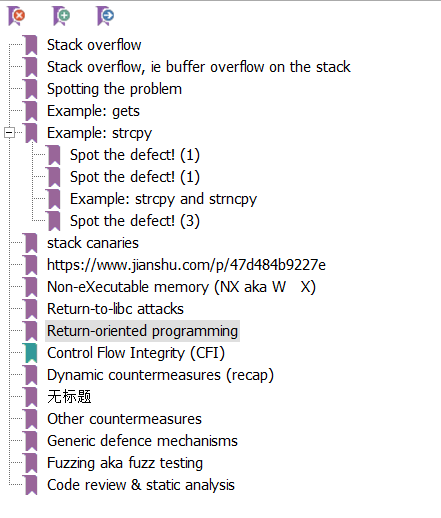 Stack overflow
Stack overflow, ie buffer overflow on the stack
Spotting the problem
Example: gets
Example: strcpy
Spot the defect! (1)
Spot the defect! (1)
Example: strcpy and strncpy
Spot the defect! (3)
stack canaries
https://www.jianshu.com/p/47d484b9227e
Non-eXecutable memory (NX aka W   X)
Return-to-libc attacks
Return-oriented programming
Control Flow Integrity (CFI)
Dynamic countermeasures (recap)
无标题
Other countermeasures
Generic defence mechanisms
Fuzzing aka fuzz testing
Code review & static analysis